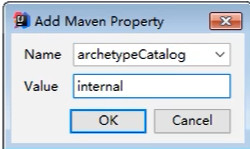 Add Maven Property
Name archetypeCatalog
Value internal
OK Cancel